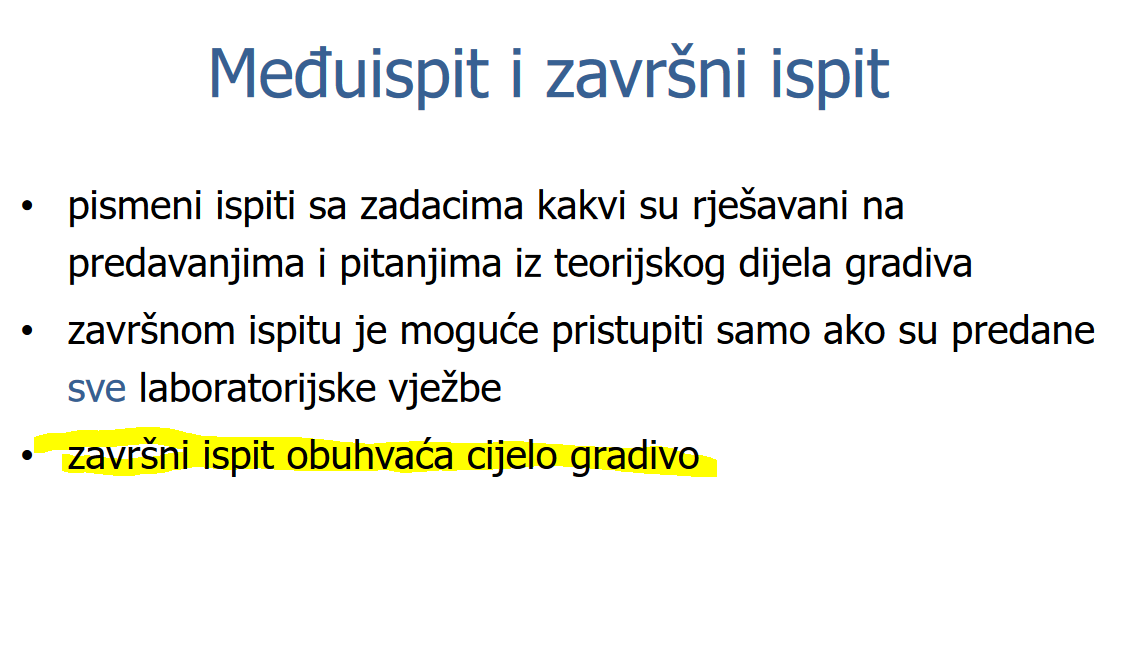 Međuispit i završni ispit
• pismeni ispiti sa zadacima kakvi su rješavani na
predavanjima i pitanjima iz teorijskog dijela gradiva
• završnom ispitu je moguće pristupiti samo ako su predane
sve laboratorijske vježbe
• završni ispit obuhvaća cijelo gradivo